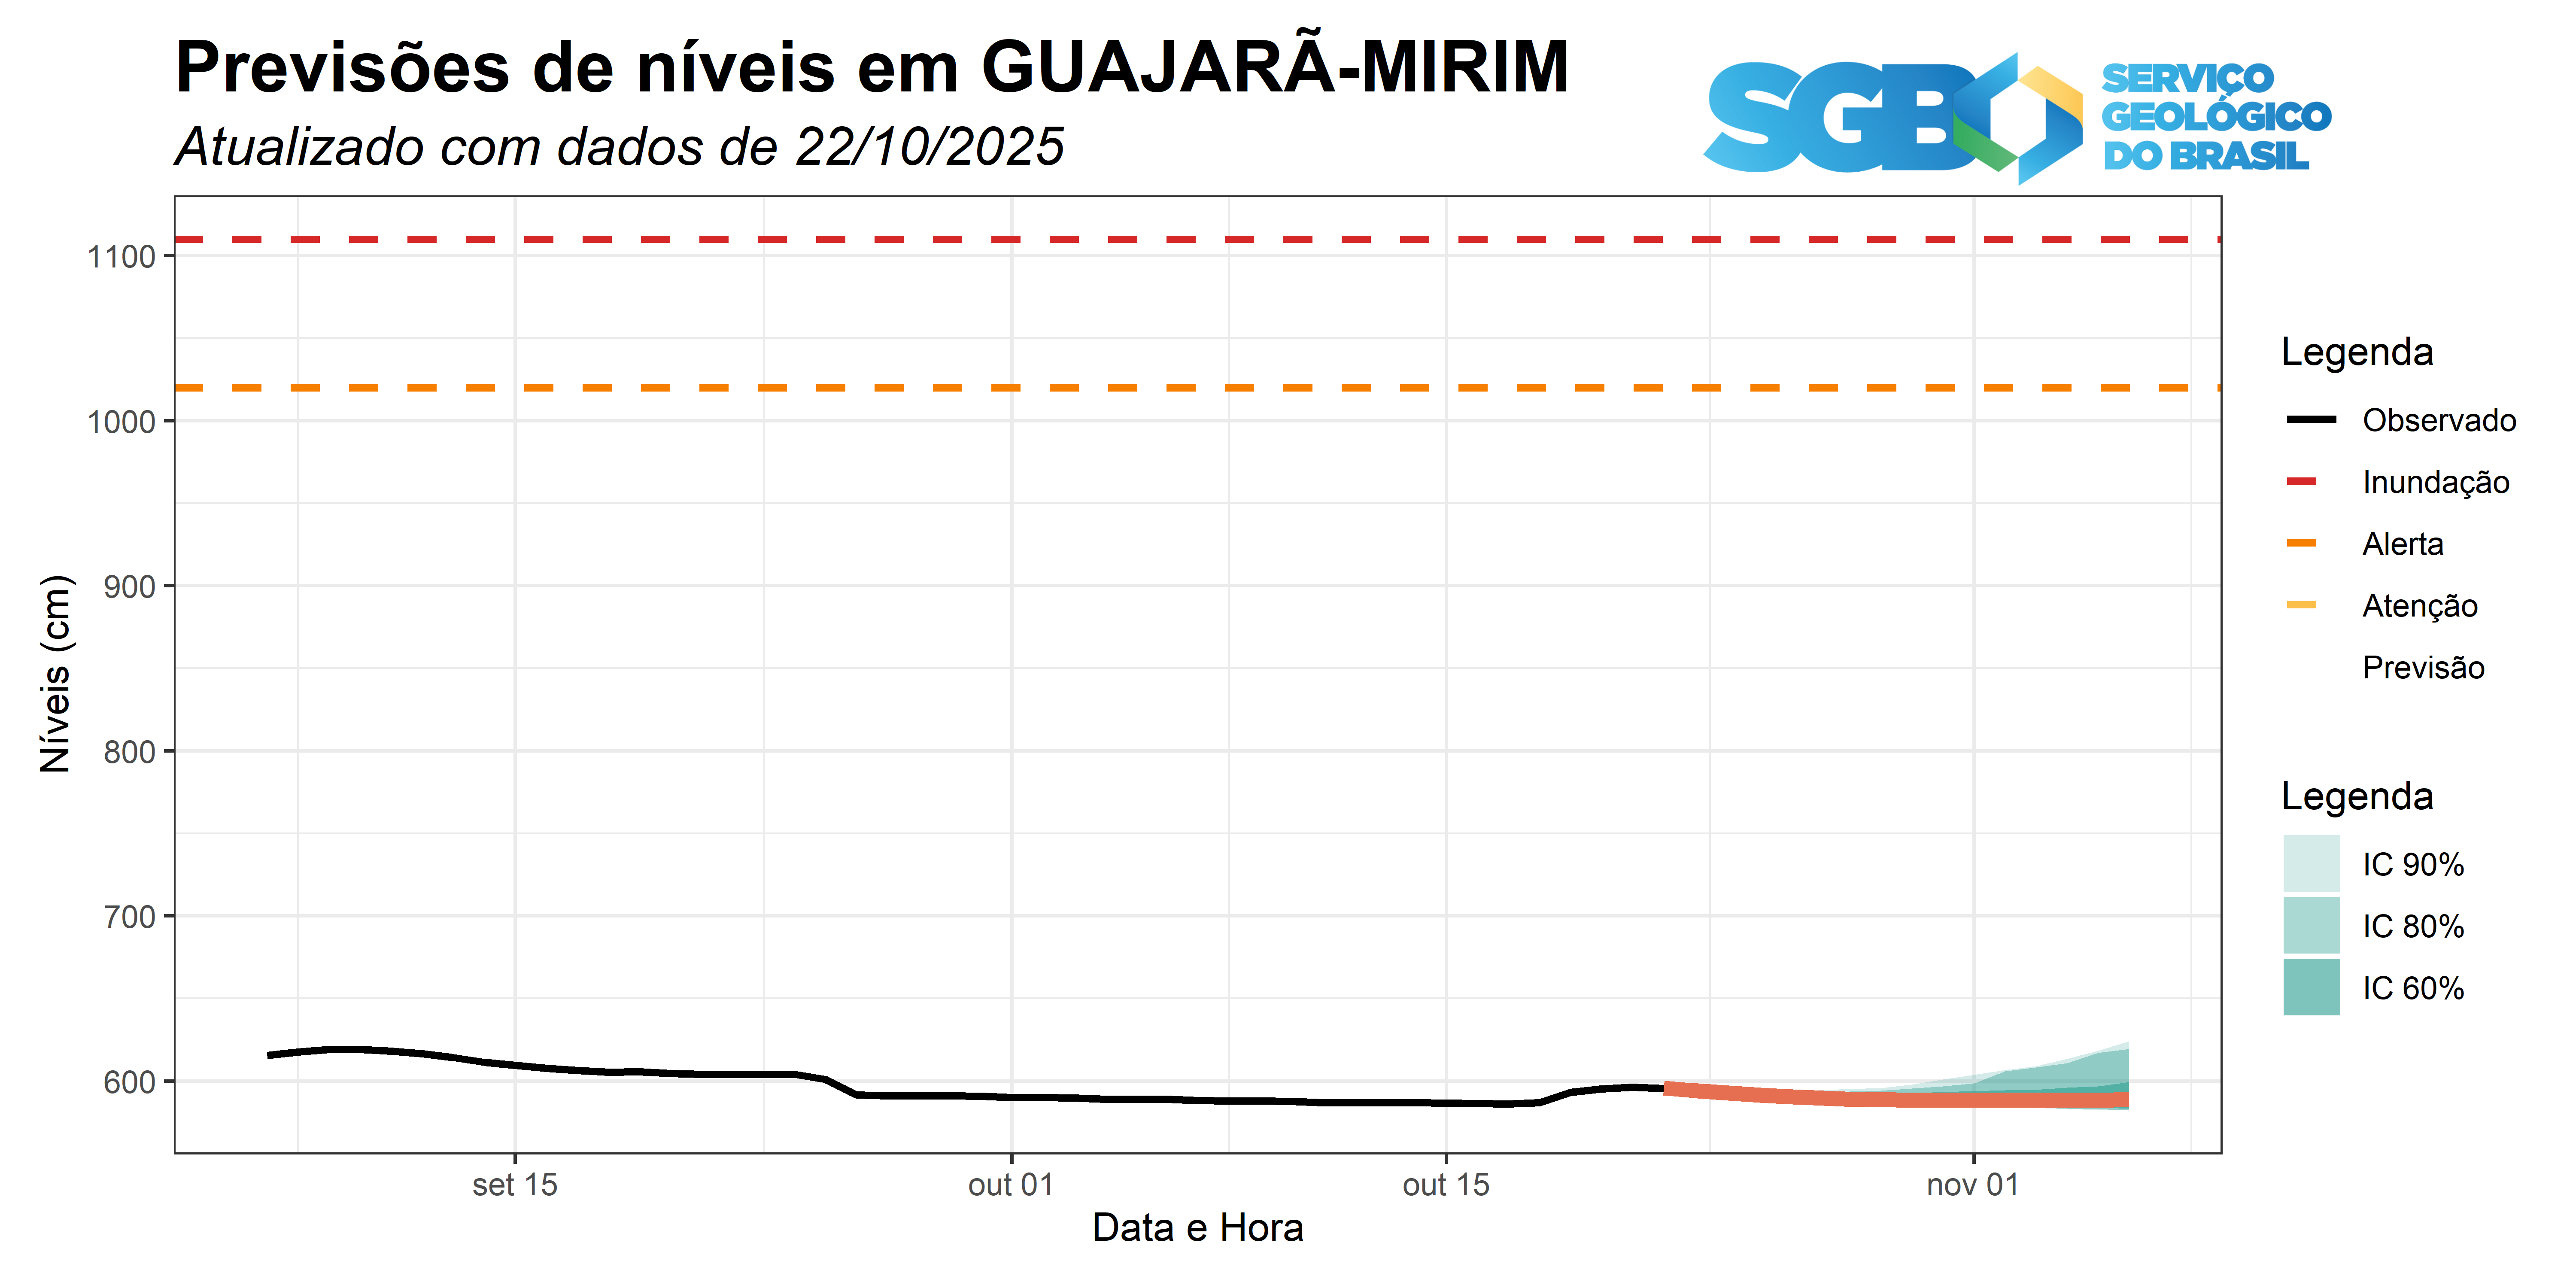 Previsões de níveis em GUAJARÃ-MIRIM
Atualizado com dados de 22/10/2025
SGB
SERVIÇO
GEOLÓGICO
DO BRASIL
Níveis (cm)
1100
1000
900
800
700
600
set 15
out 01
out 15
nov 01
Data e Hora
Legenda
Observado
Inundação
Alerta
Atenção
Previsão
Legenda
IC 90%
IC 80%
IC 60%